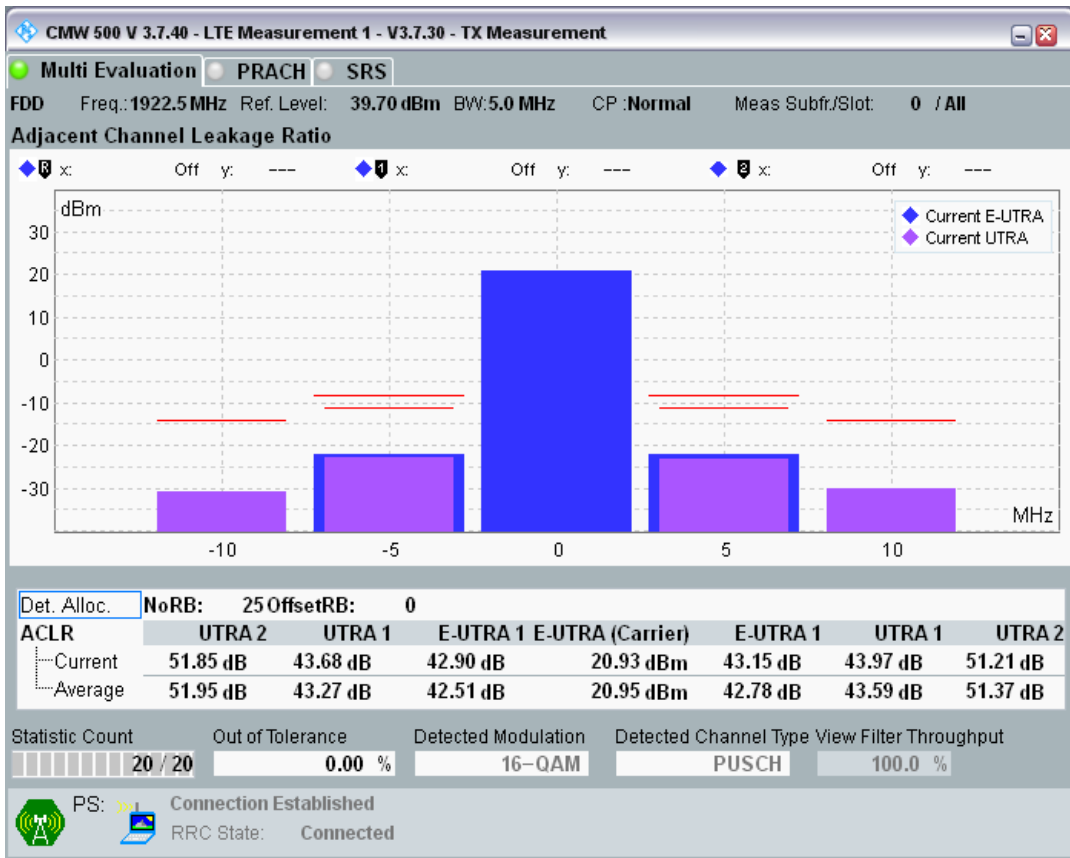 CMW 500 V 3.7.40 - LTE Measurement 1 - V3.7.30 - TX Measurement
Multi Evaluation PRACH SRS
FDD Freq.: 1922.5 MHz Ref. Level: 39.70 dBm BW: 5.0 MHz CP : Normal Meas Subfr./Slot: 0 / All
Adjacent Channel Leakage Ratio
R x: Off y: --- 1 x: Off y: --- 2 x: Off y: ---
dBm
Current E-UTRA
Current UTRA
30
20
10
0
-10
-20
-30
MHz
-10 -5 0 5 10
Det. Alloc. NoRB: 25 OffsetRB: 0
ACLR UTRA 2 UTRA 1 E-UTRA 1 E-UTRA (Carrier) E-UTRA 1 UTRA 1 UTRA 2
Current 51.85 dB 43.68 dB 42.90 dB 20.93 dBm 43.15 dB 43.97 dB 51.21 dB
Average 51.95 dB 43.27 dB 42.51 dB 20.95 dBm 42.78 dB 43.59 dB 51.37 dB
Statistic Count Out of Tolerance Detected Modulation Detected Channel Type View Filter Throughput
20 / 20 0.00 % 16-QAM PUSCH 100.0 %
PS: Connection Established
RRC State: Connected